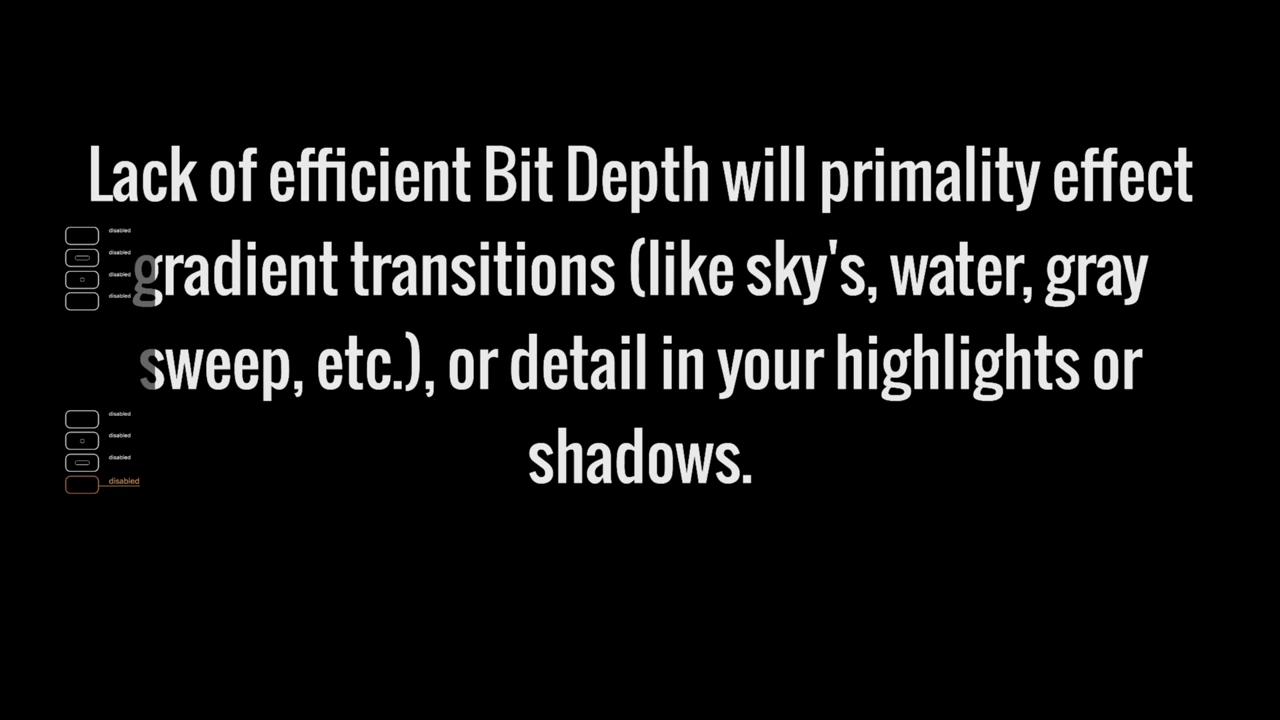 Lack of efficient Bit Depth will primality effect
disabled
disabled
gradient transitions (like sky's, water, gray
disabled
disabled
sweep, etc.), or detail in your highlights or
disabled
disabled
shadows.
disabled
disabled